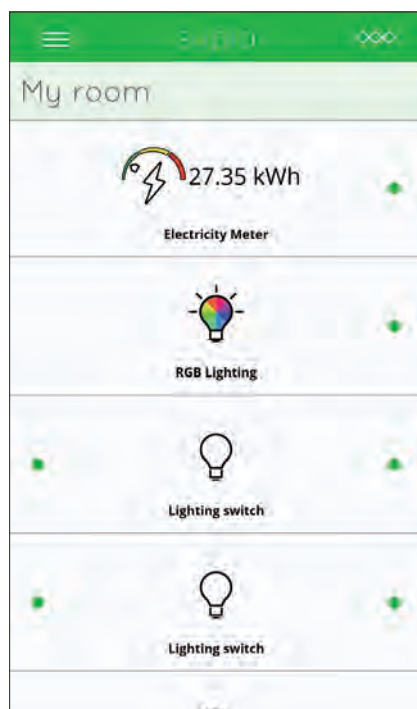 My room
27.35 kWh
Electricity Meter
RGB Lighting
Lighting switch
Lighting switch